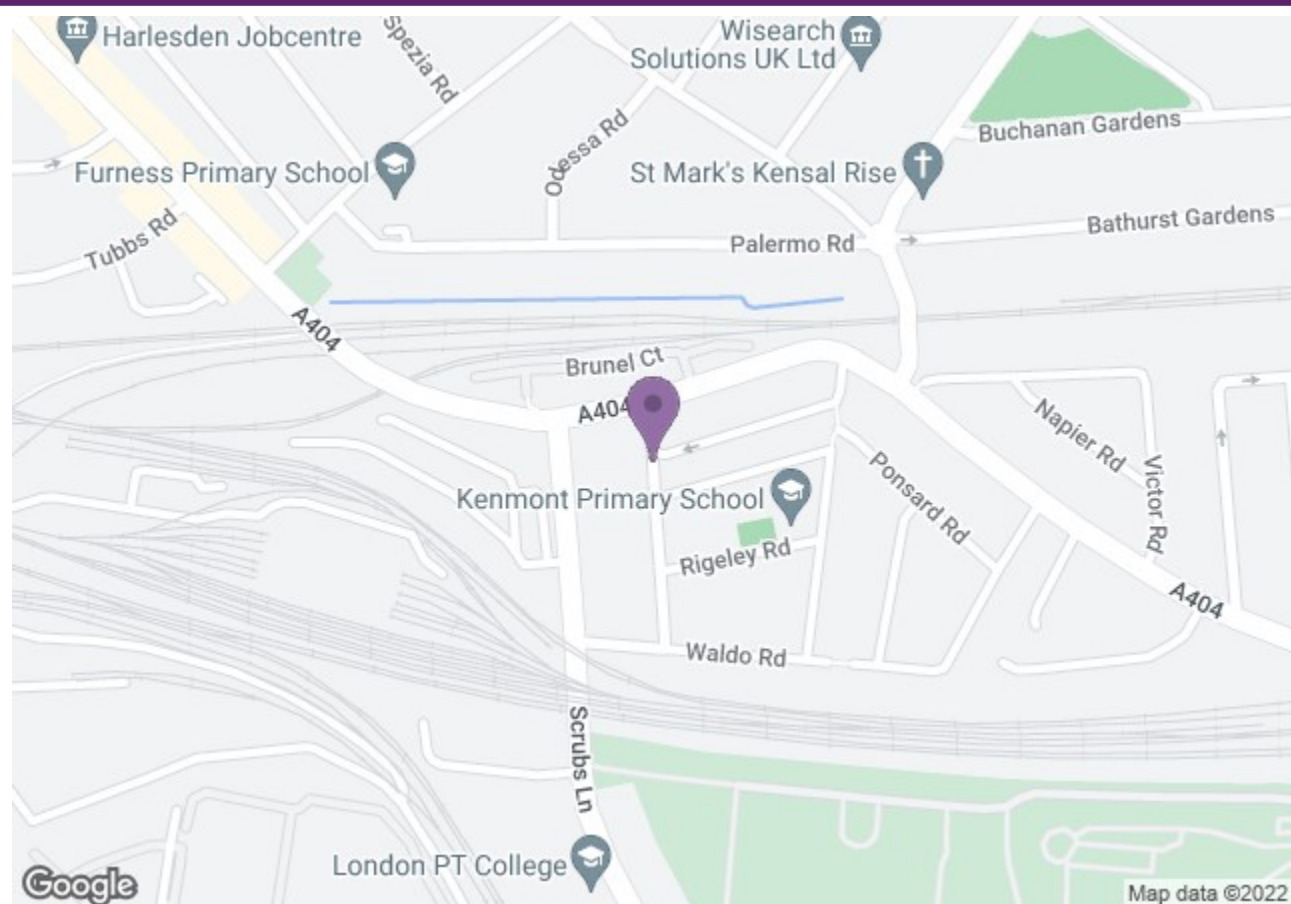 Harlesden Jobcentre
Spezia Rd
Wisearch
Solutions UK Ltd
Odessa Rd
Buchanan Gardens
Furness Primary School
St Mark's Kensal Rise
Tubbs Rd
Palermo Rd
Bathurst Gardens
A404
Brunel Ct
A404
Napier Rd
Victor Rd
Ponsard Rd
Kenmont Primary School
Rigeley Rd
A404
Waldo Rd
Scrubs Ln
London PT College
Google
Map data ©2022